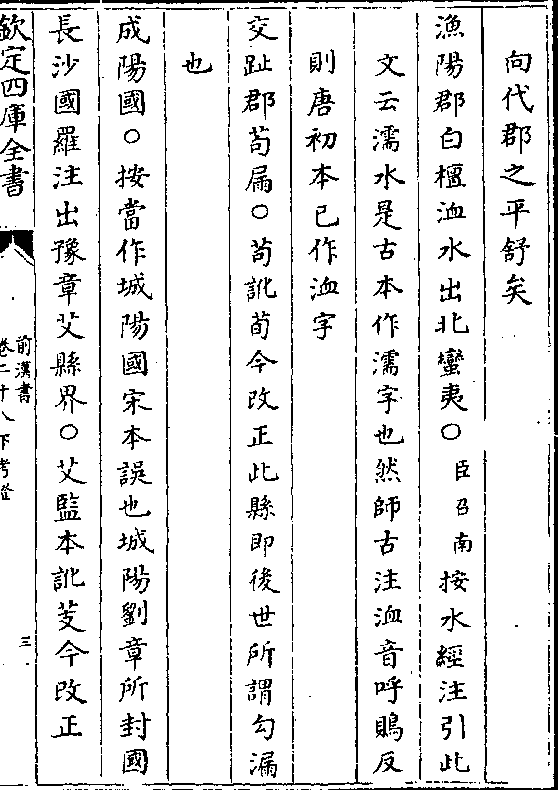 向代郡之平舒矣
漁陽郡白檀洫水出北蠻夷○臣召南按水經注引此
文云濡水是古本作濡字也然師古注洫音呼鵙反
則唐初本已作洫字
交趾郡苟屚○苟訛荀今改正此縣即後世所謂勾漏
也
成陽國○按當作城陽國宋本誤也城陽劉章所封國
長沙國羅注出豫章艾縣界○艾監本訛芰今改正
欽定四庫全書
前漢書
卷二十八下考證
三